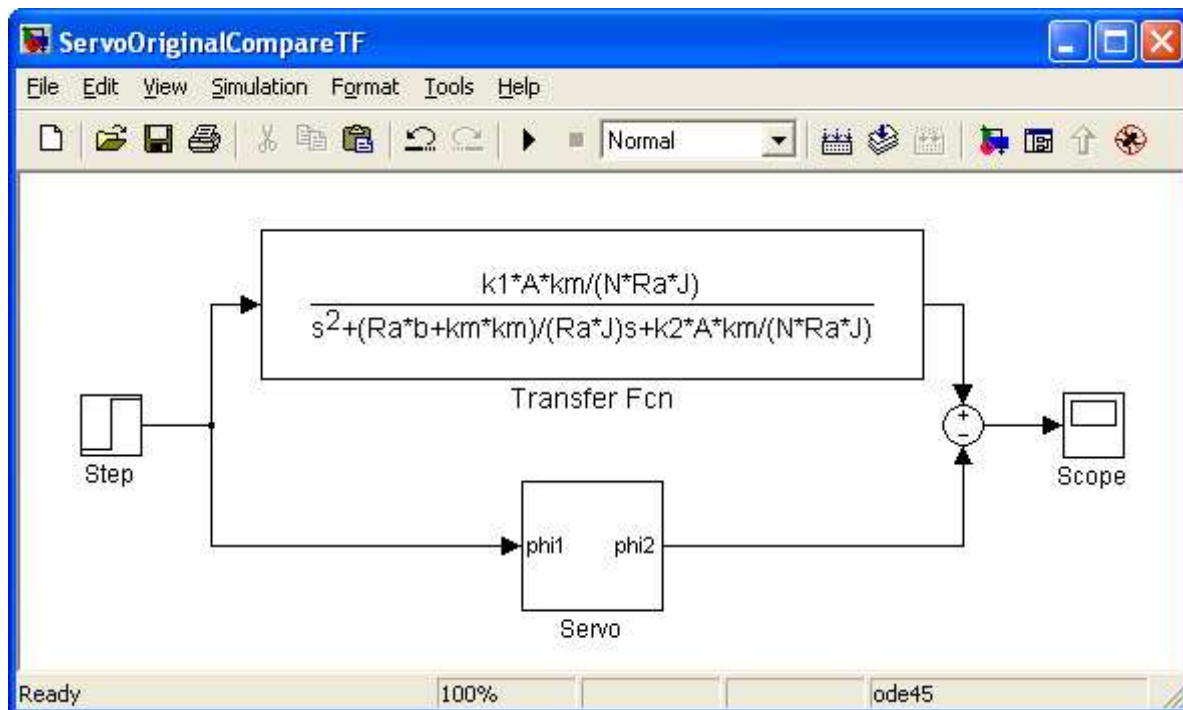 ServoOriginalCompareTF
File Edit View Simulation Format Tools Help
Normal
k1*A*km/(N*Ra*J)
s2+(Ra*b+km*km)/(Ra*J)s+k2*A*km/(N*Ra*J)
Transfer Fcn
Step
+
−
Scope
phi1 phi2
Servo
Ready 100% ode45